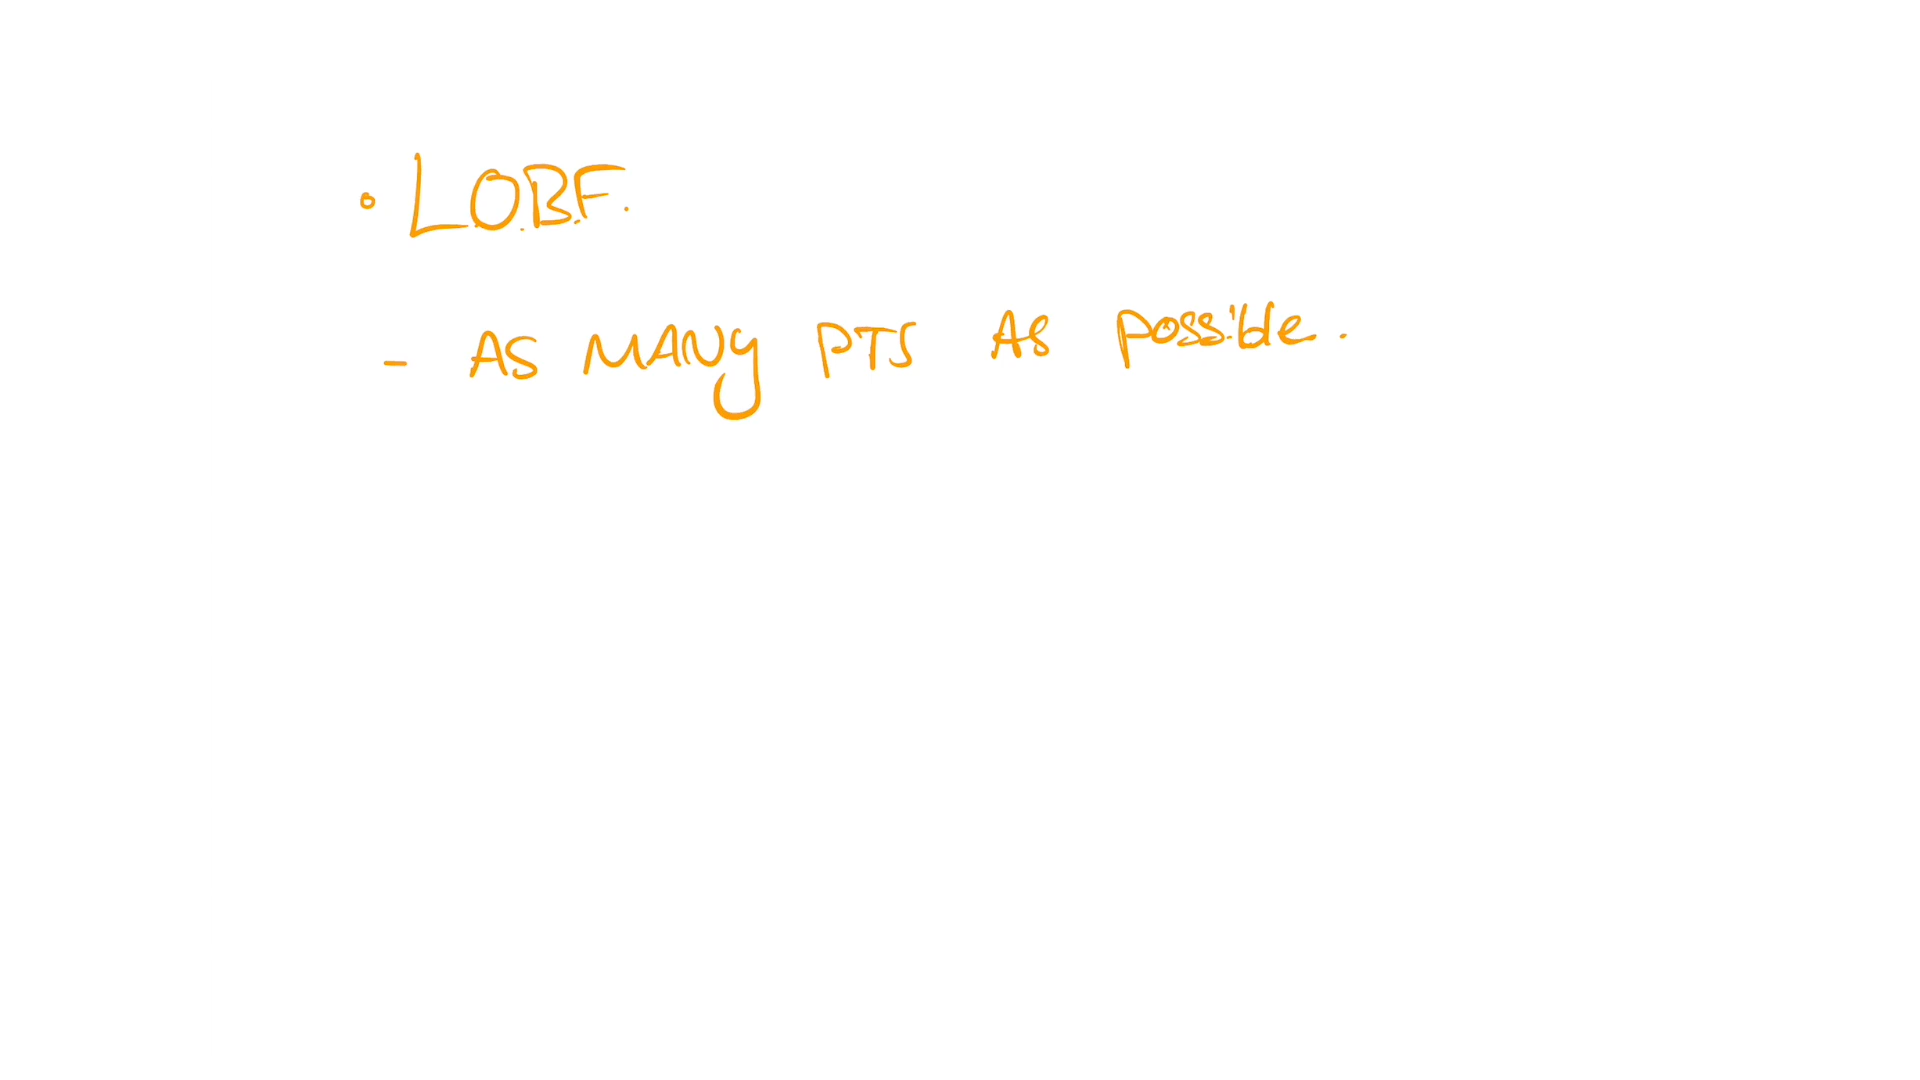 • L.O.B.F.
- AS MANY PTS AS possible.